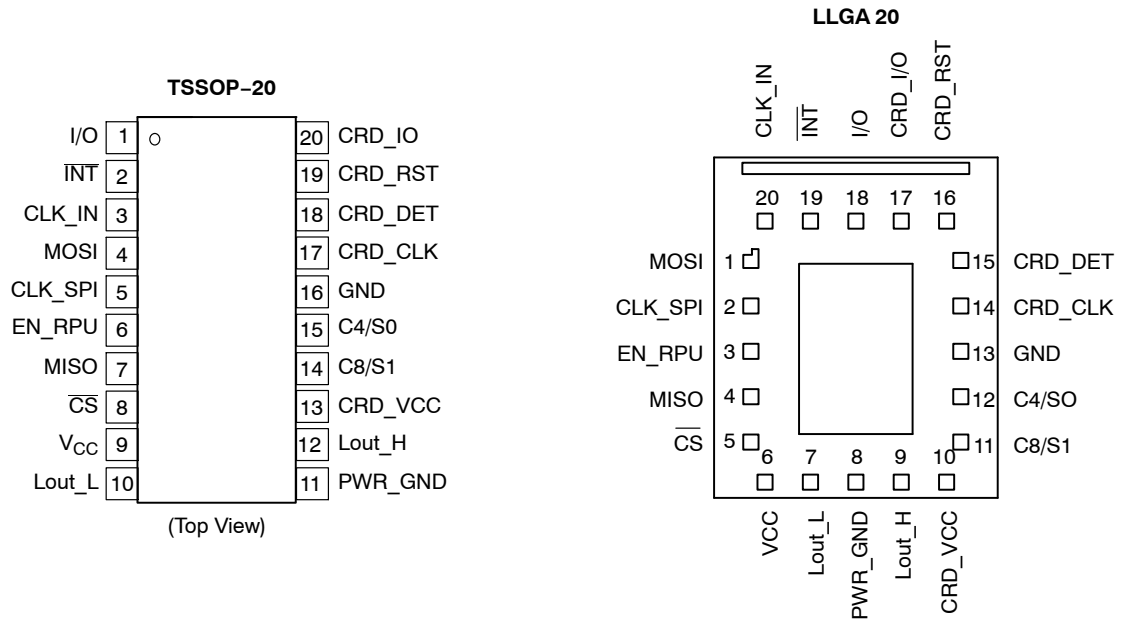 TSSOP–20
I/O 1 20 CRD_IO
INT 2 19 CRD_RST
CLK_IN 3 18 CRD_DET
MOSI 4 17 CRD_CLK
CLK_SPI 5 16 GND
EN_RPU 6 15 C4/S0
MISO 7 14 C8/S1
CS 8 13 CRD_VCC
VCC 9 12 Lout_H
Lout_L 10 11 PWR_GND
(Top View)
LLGA 20
CLK_IN INT I/O CRD_I/O CRD_RST
20 19 18 17 16
MOSI 1 15 CRD_DET
CLK_SPI 2 14 CRD_CLK
EN_RPU 3 13 GND
MISO 4 12 C4/SO
CS 5 11 C8/S1
6 7 8 9 10
VCC Lout_L PWR_GND Lout_H CRD_VCC